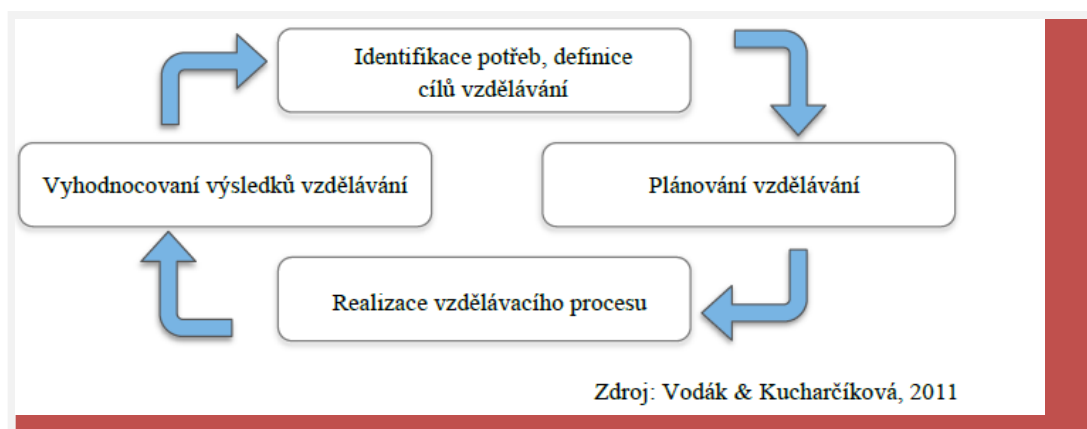 Identifikace potřeb, definice
cílů vzdělávání
Vyhodnocovaní výsledků vzdělávání
Plánování vzdělávání
Realizace vzdělávacího procesu
Zdroj: Vodák & Kucharčíková, 2011